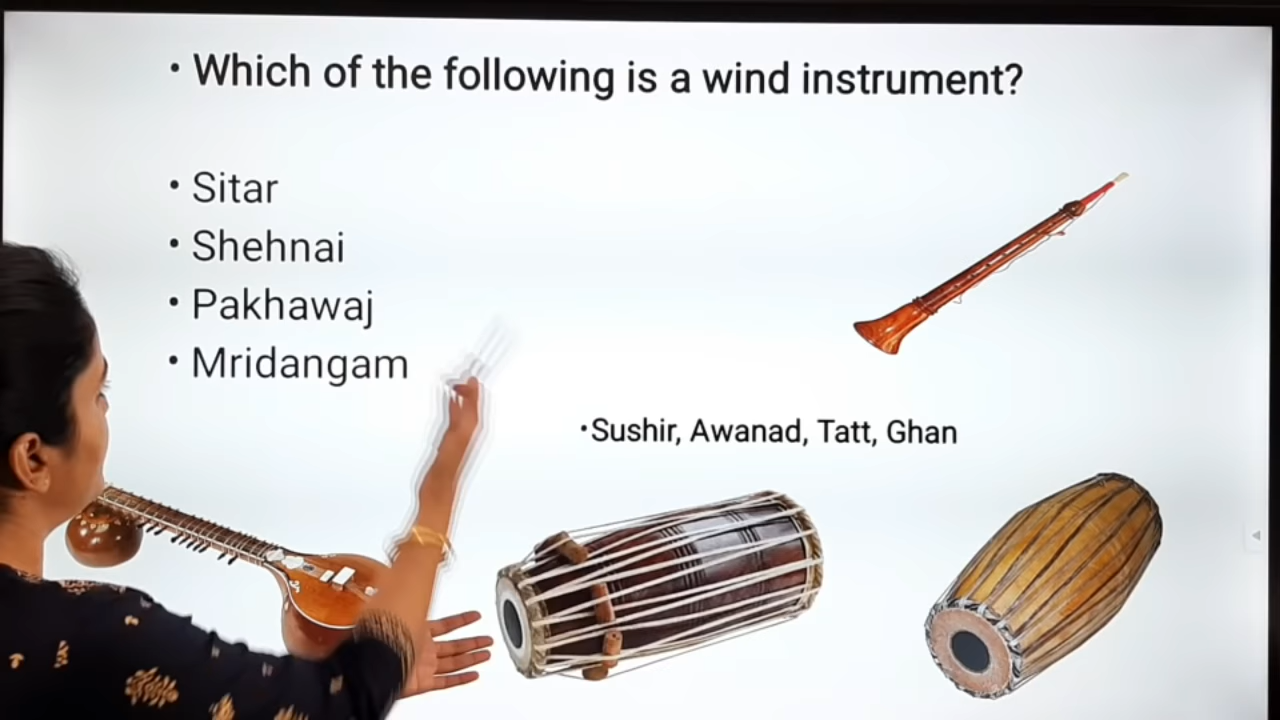 • Which of the following is a wind instrument?
• Sitar
• Shehnai
• Pakhawaj
• Mridangam
• Sushir, Awanad, Tatt, Ghan